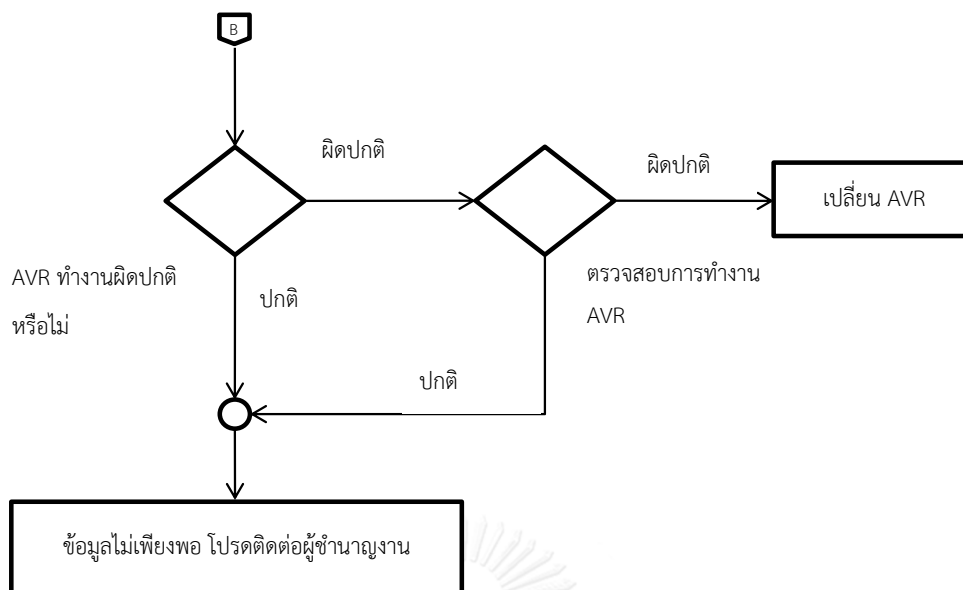 B
ผิดปกติ
ผิดปกติ
เปลี่ยน AVR
AVR ทำงานผิดปกติ
หรือไม่
ปกติ
ตรวจสอบการทำงาน
AVR
ปกติ
ข้อมูลไม่เพียงพอ โปรดติดต่อผู้ชำนาญงาน